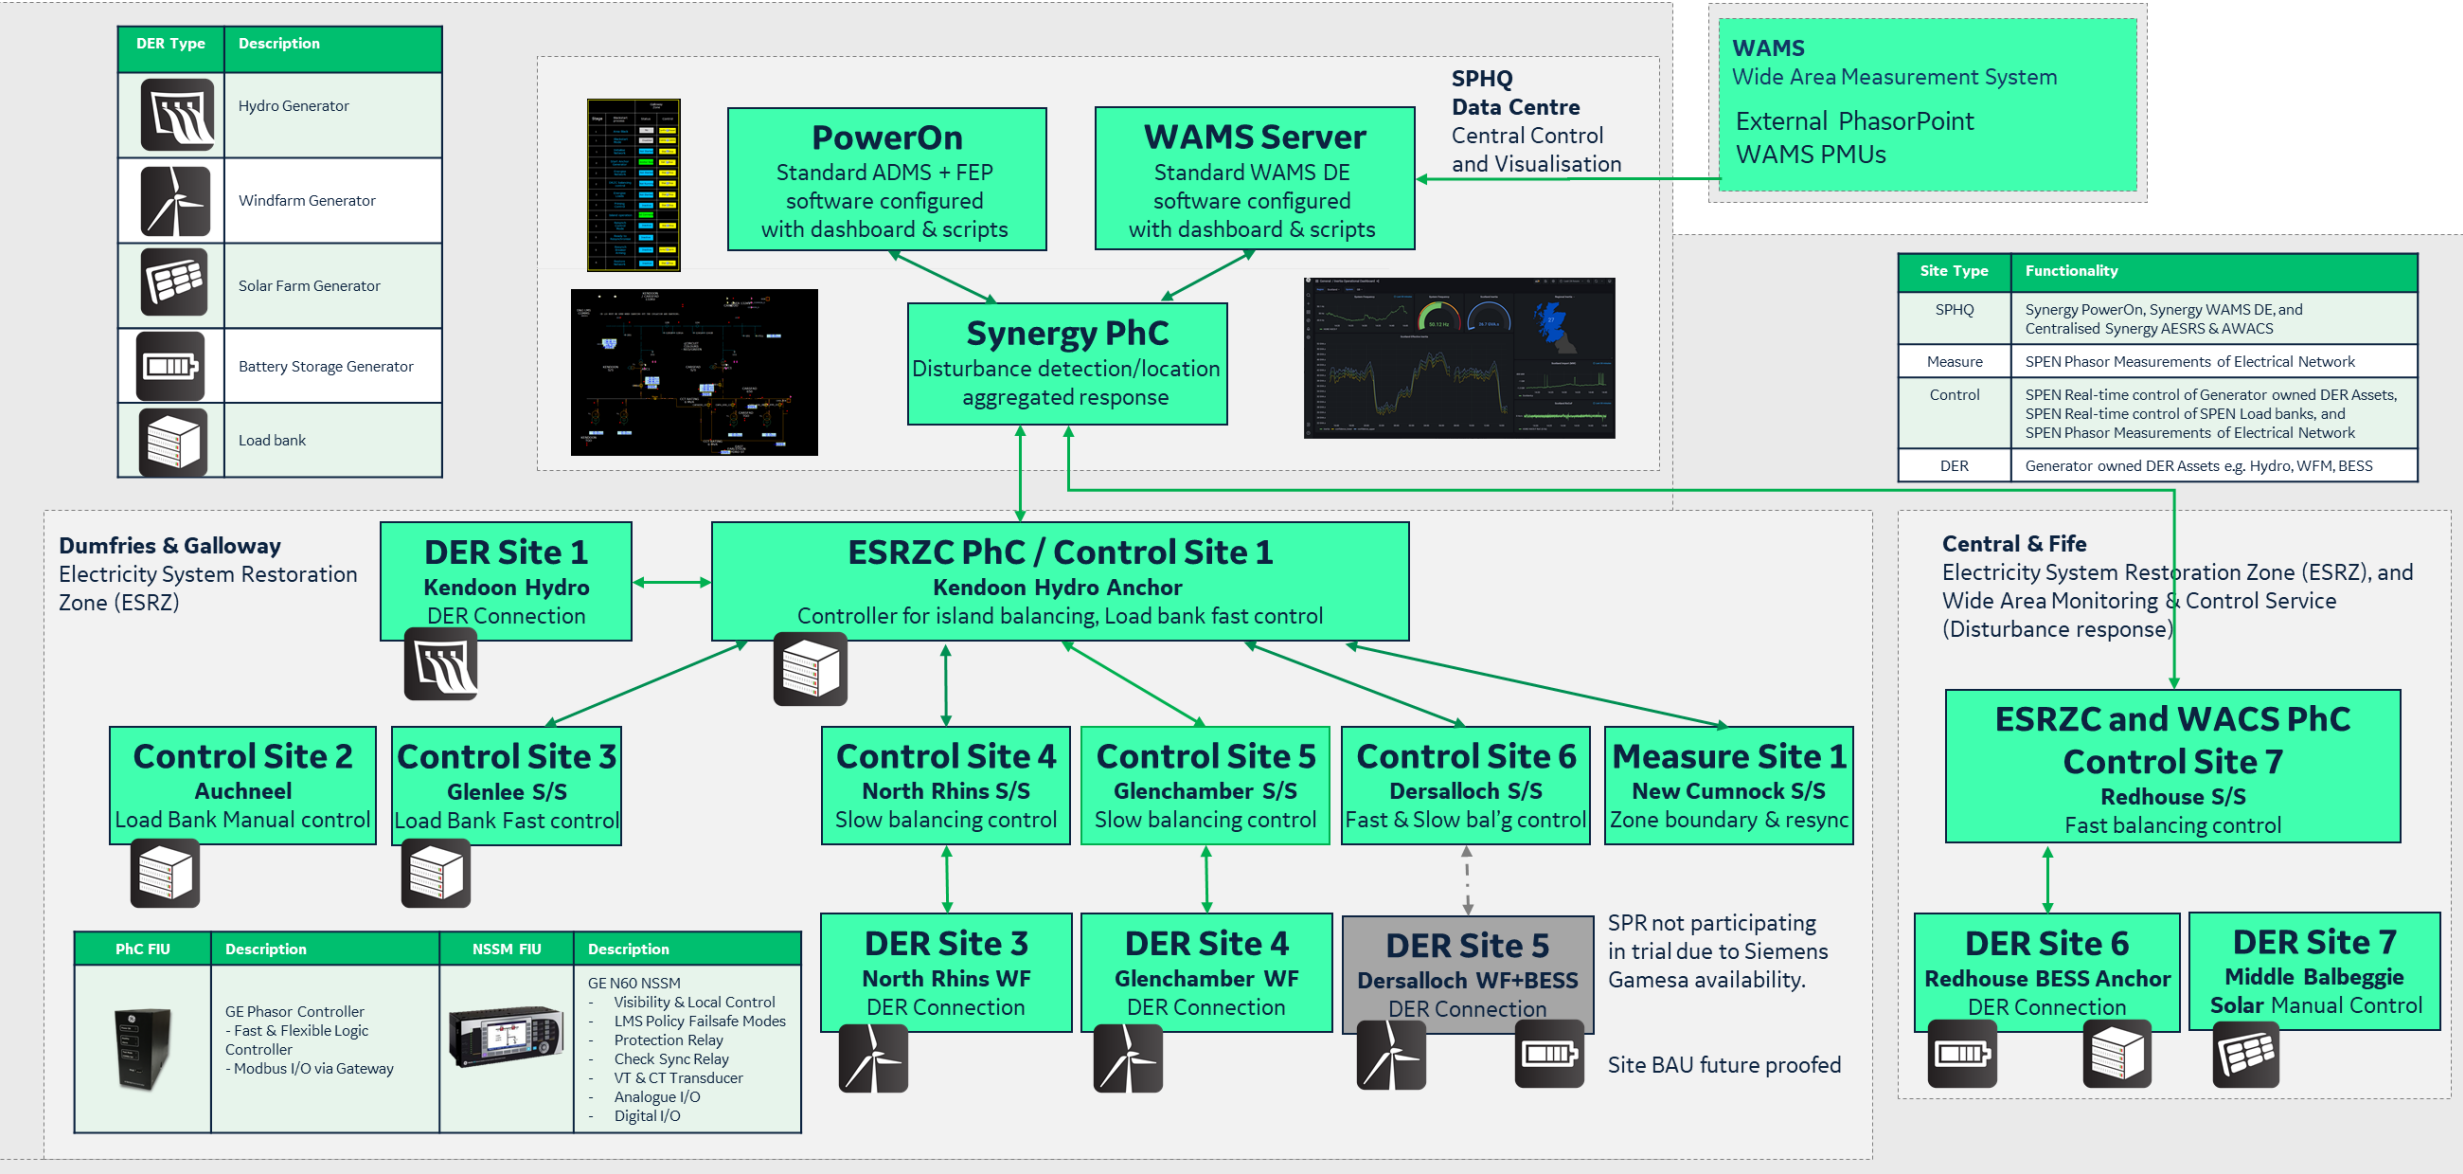 DER Type Description
Hydro Generator
Windfarm Generator
Solar Farm Generator
Battery Storage Generator
Load bank
PowerOn
Standard ADMS + FEP
software configured
with dashboard & scripts
WAMS Server
Standard WAMS DE
software configured
with dashboard & scripts
SPHQ
Data Centre
Central Control
and Visualisation
WAMS
Wide Area Measurement System
External PhasorPoint
WAMS PMUs
Synergy PhC
Disturbance detection/location
aggregated response
Site Type Functionality
SPHQ Synergy PowerOn, Synergy WAMS DE, and
Centralised Synergy AESRS & AWACS
Measure SPEN Phasor Measurements of Electrical Network
Control SPEN Real-time control of Generator owned DER Assets,
SPEN Real-time control of SPEN Load banks, and
SPEN Phasor Measurements of Electrical Network
DER Generator owned DER Assets e.g. Hydro, WFM, BESS
Dumfries & Galloway
Electricity System Restoration
Zone (ESRZ)
DER Site 1
Kendoon Hydro
DER Connection
ESRZC PhC / Control Site 1
Kendoon Hydro Anchor
Controller for island balancing, Load bank fast control
Central & Fife
Electricity System Restoration Zone (ESRZ), and
Wide Area Monitoring & Control Service
(Disturbance response)
Control Site 2
Auchneel
Load Bank Manual control
Control Site 3
Glenlee S/S
Load Bank Fast control
Control Site 4
North Rhins S/S
Slow balancing control
Control Site 5
Glenchamber S/S
Slow balancing control
Control Site 6
Dersalloch S/S
Fast & Slow bal'g control
Measure Site 1
New Cumnock S/S
Zone boundary & resync
ESRZC and WACS PhC
Control Site 7
Redhouse S/S
Fast balancing control
PhC FIU Description NSSM FIU Description
GE Phasor Controller
- Fast & Flexible Logic
Controller
- Modbus I/O via Gateway
GE N60 NSSM
- Visibility & Local Control
- LMS Policy Failsafe Modes
- Protection Relay
- Check Sync Relay
- VT & CT Transducer
- Analogue I/O
- Digital I/O
DER Site 3
North Rhins WF
DER Connection
DER Site 4
Glenchamber WF
DER Connection
DER Site 5
Dersalloch WF+BESS
DER Connection
SPR not participating
in trial due to Siemens
Gamesa availability.
Site BAU future proofed
DER Site 6
Redhouse BESS Anchor
DER Connection
DER Site 7
Middle Balbeggie
Solar Manual Control